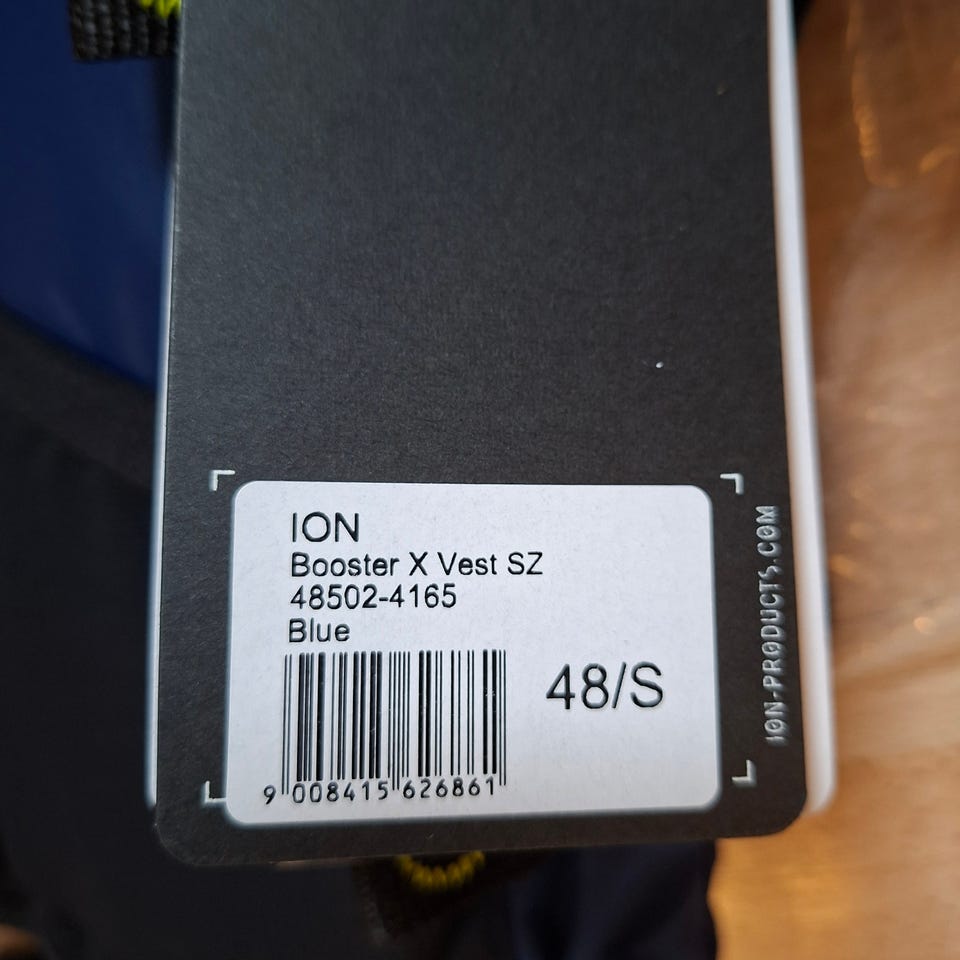 ION
Booster X Vest SZ
48502-4165
Blue
48/S
9 008415 626861
ION-PRODUCTS.COM